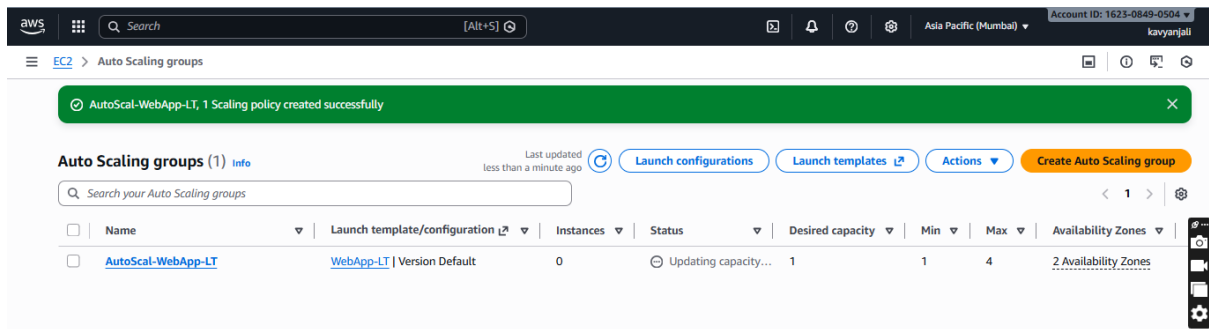 aws Search [Alt+S] Asia Pacific (Mumbai) Account ID: 1623-0849-0504
kavyanjali
EC2 > Auto Scaling groups
AutoScal-WebApp-LT, 1 Scaling policy created successfully
Auto Scaling groups (1) Info Last updated less than a minute ago Launch configurations Launch templates Actions Create Auto Scaling group
Search your Auto Scaling groups < 1 >
Name Launch template/configuration Instances Status Desired capacity Min Max Availability Zones
AutoScal-WebApp-LT WebApp-LT | Version Default 0 Updating capacity... 1 1 4 2 Availability Zones